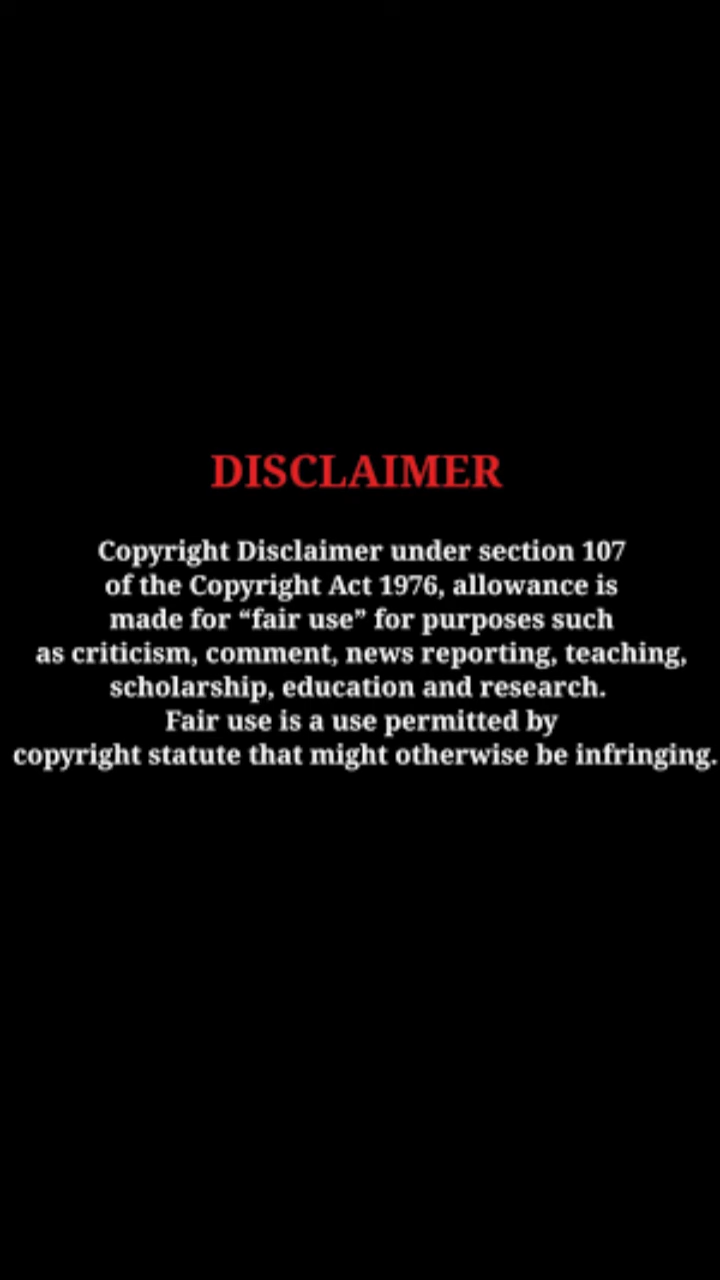 DISCLAIMER
Copyright Disclaimer under section 107
of the Copyright Act 1976, allowance is
made for “fair use” for purposes such
as criticism, comment, news reporting, teaching,
scholarship, education and research.
Fair use is a use permitted by
copyright statute that might otherwise be infringing.